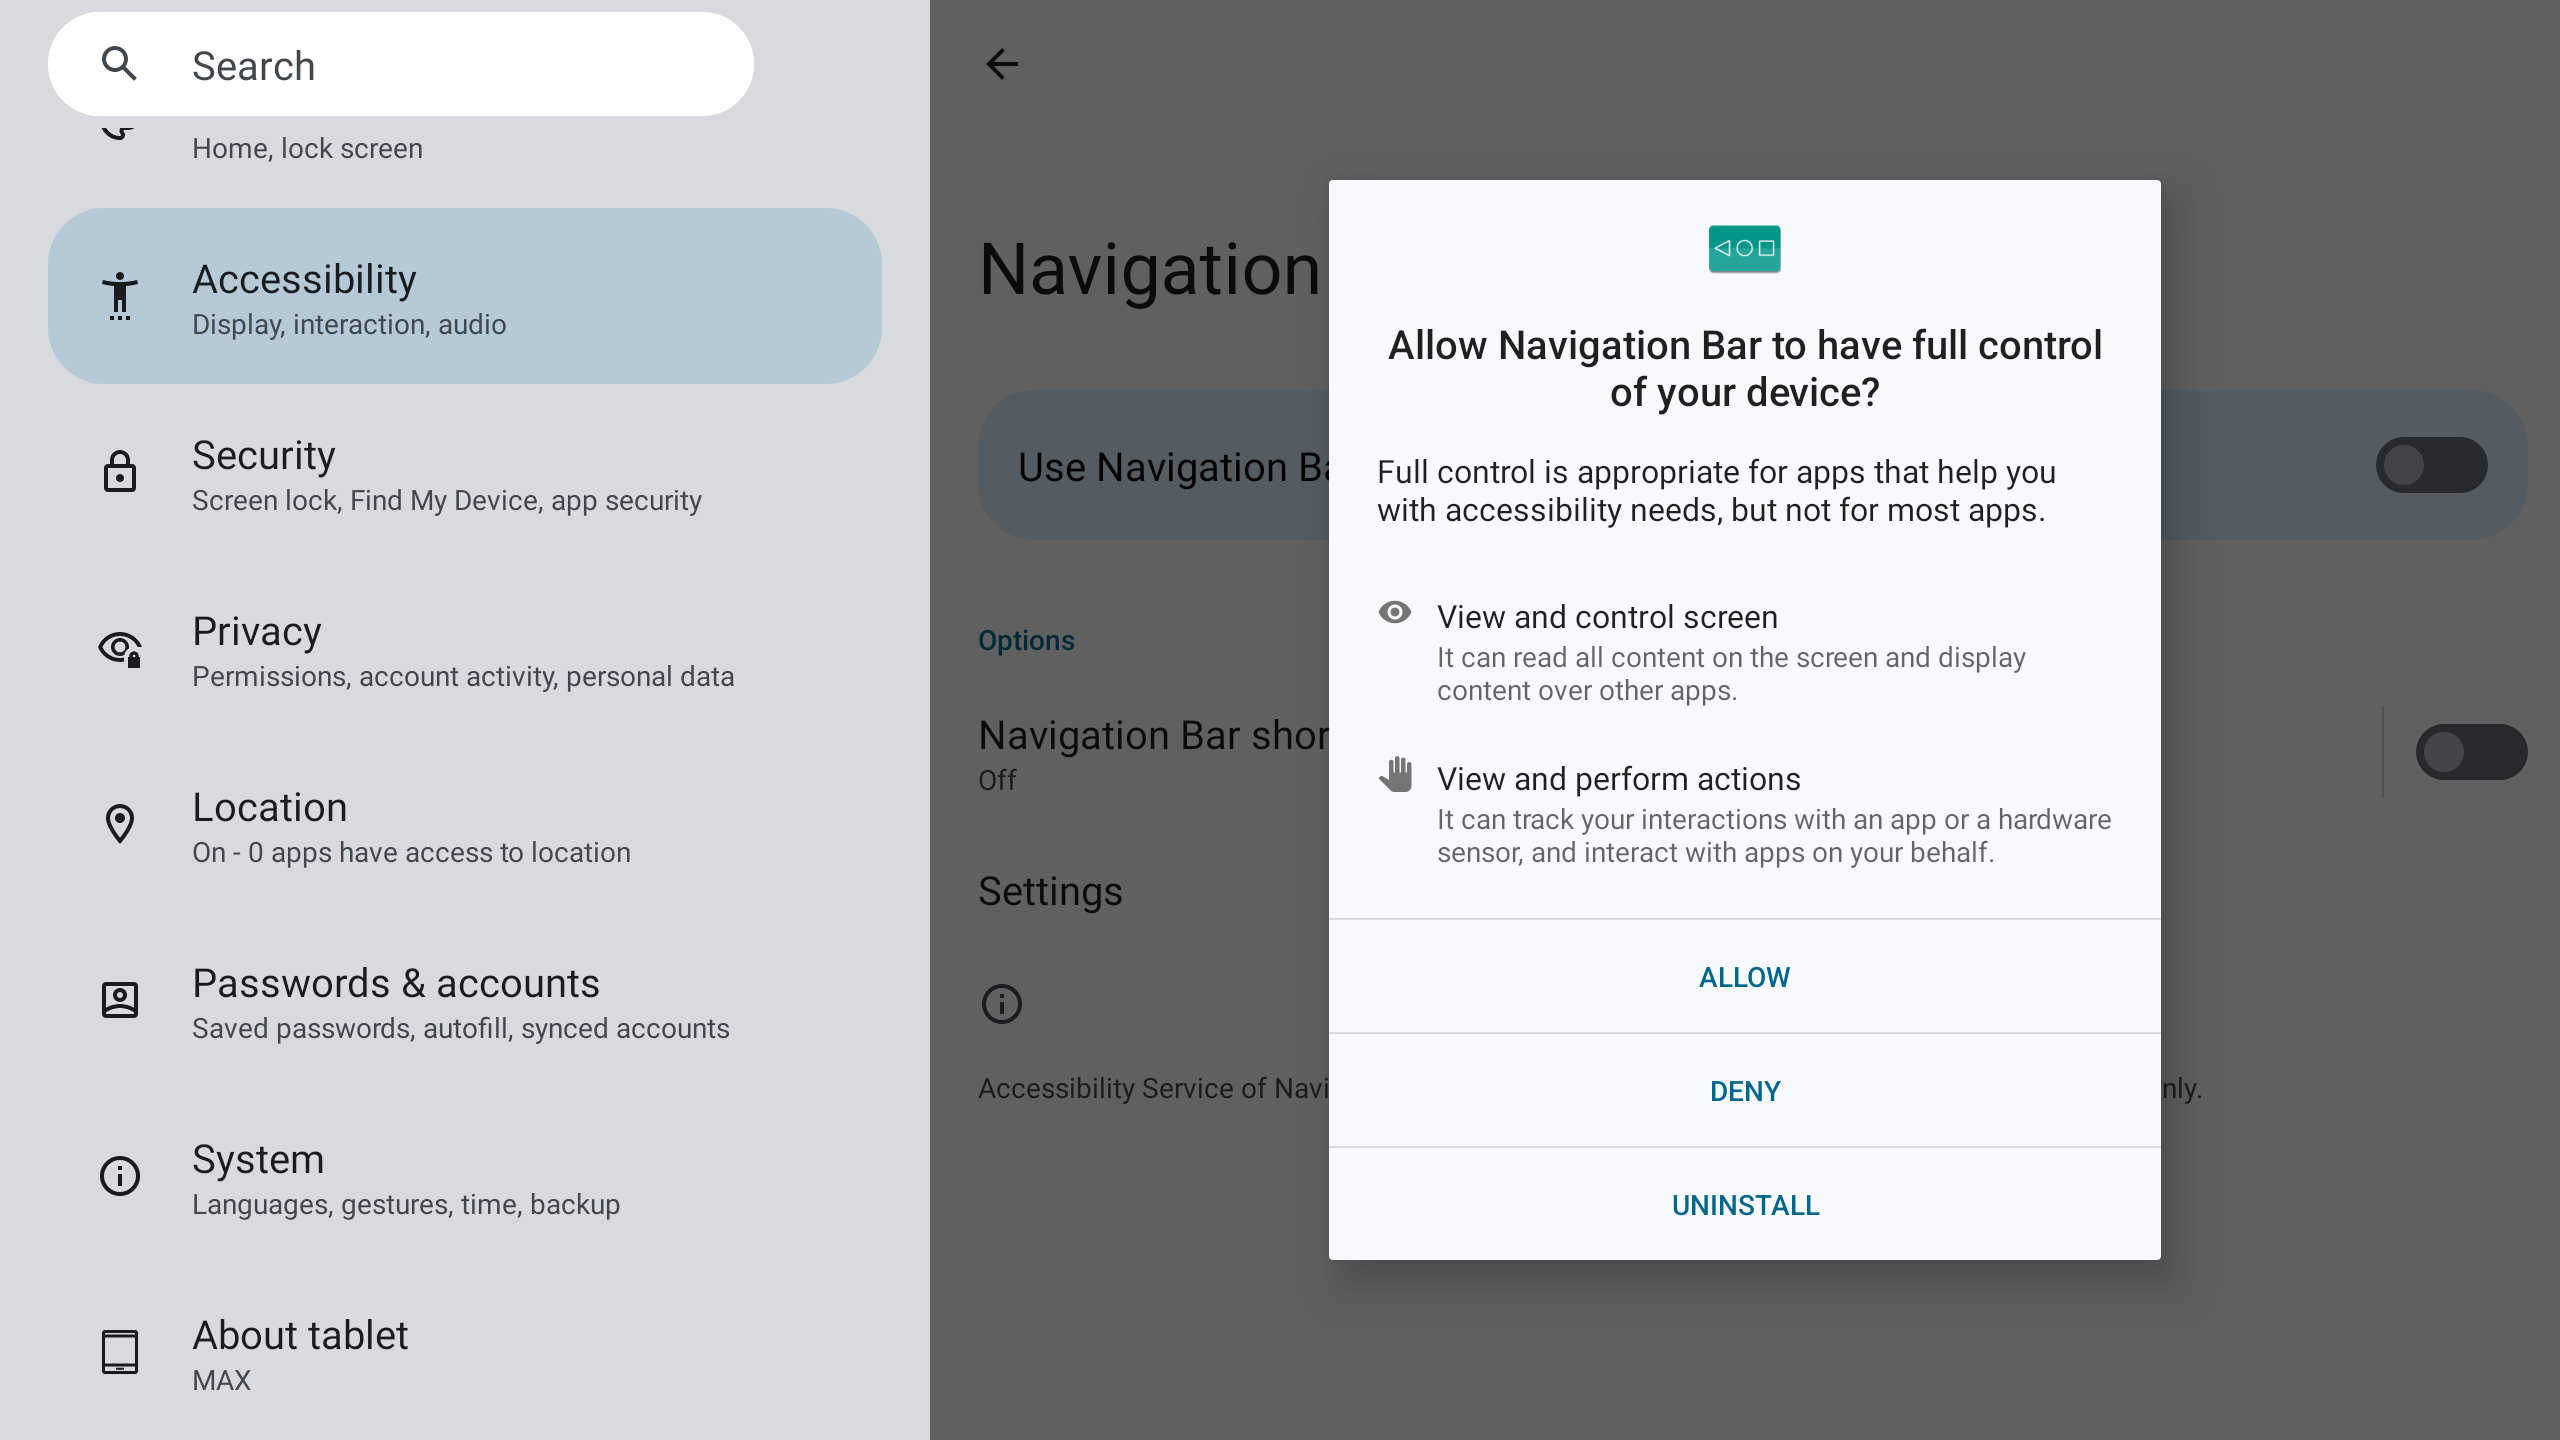 Search
Home, lock screen
Accessibility
Display, interaction, audio
Security
Screen lock, Find My Device, app security
Privacy
Permissions, account activity, personal data
Location
On - 0 apps have access to location
Passwords & accounts
Saved passwords, autofill, synced accounts
System
Languages, gestures, time, backup
About tablet
MAX
Navigation
Use Navigation Ba
Options
Navigation Bar shor
Off
Settings
Accessibility Service of Navi
nly.
Allow Navigation Bar to have full control
of your device?
Full control is appropriate for apps that help you
with accessibility needs, but not for most apps.
View and control screen
It can read all content on the screen and display
content over other apps.
View and perform actions
It can track your interactions with an app or a hardware
sensor, and interact with apps on your behalf.
ALLOW
DENY
UNINSTALL